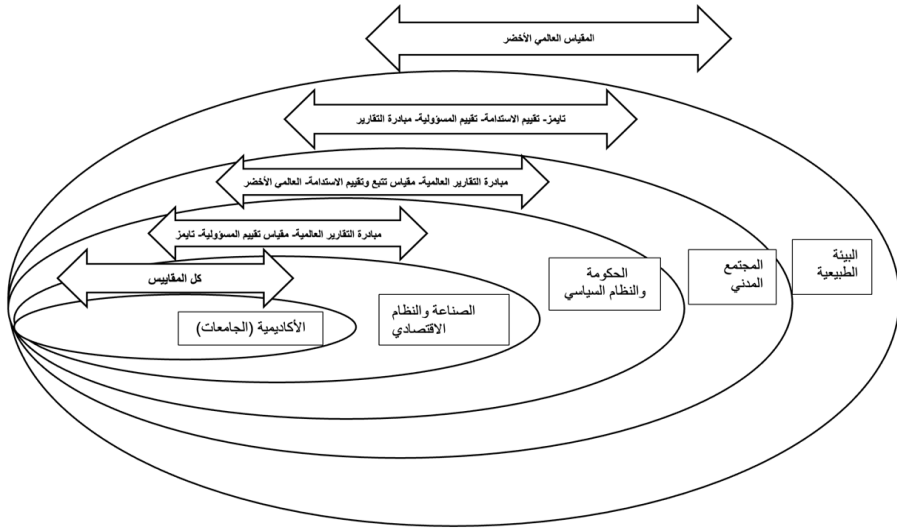 المقياس العالمي الأخضر
تايمز- تقييم الاستدامة- تقييم المسؤولية- مبادرة التقارير
مبادرة التقارير العالمية- مقياس تتبع وتقييم الاستدامة- العالمي الأخضر
مبادرة التقارير العالمية- مقياس تقييم المسؤولية- تايمز
كل المقاييس
البيئة
الطبيعية
المجتمع
المدني
الحكومة
والنظام السياسي
الصناعة والنظام
الاقتصادي
الأكاديمية (الجامعات)